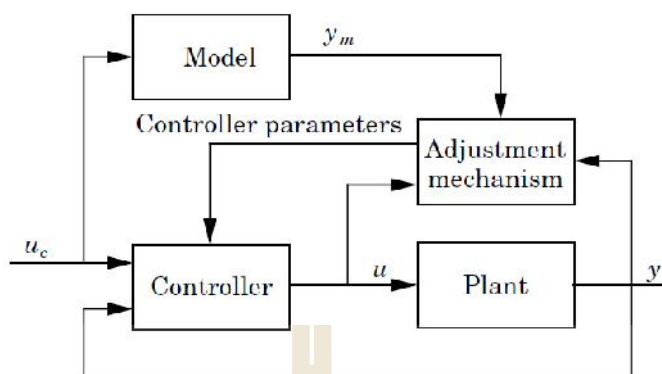 Model
y_m
Controller parameters
Adjustment
mechanism
u_c
Controller
u
Plant
y